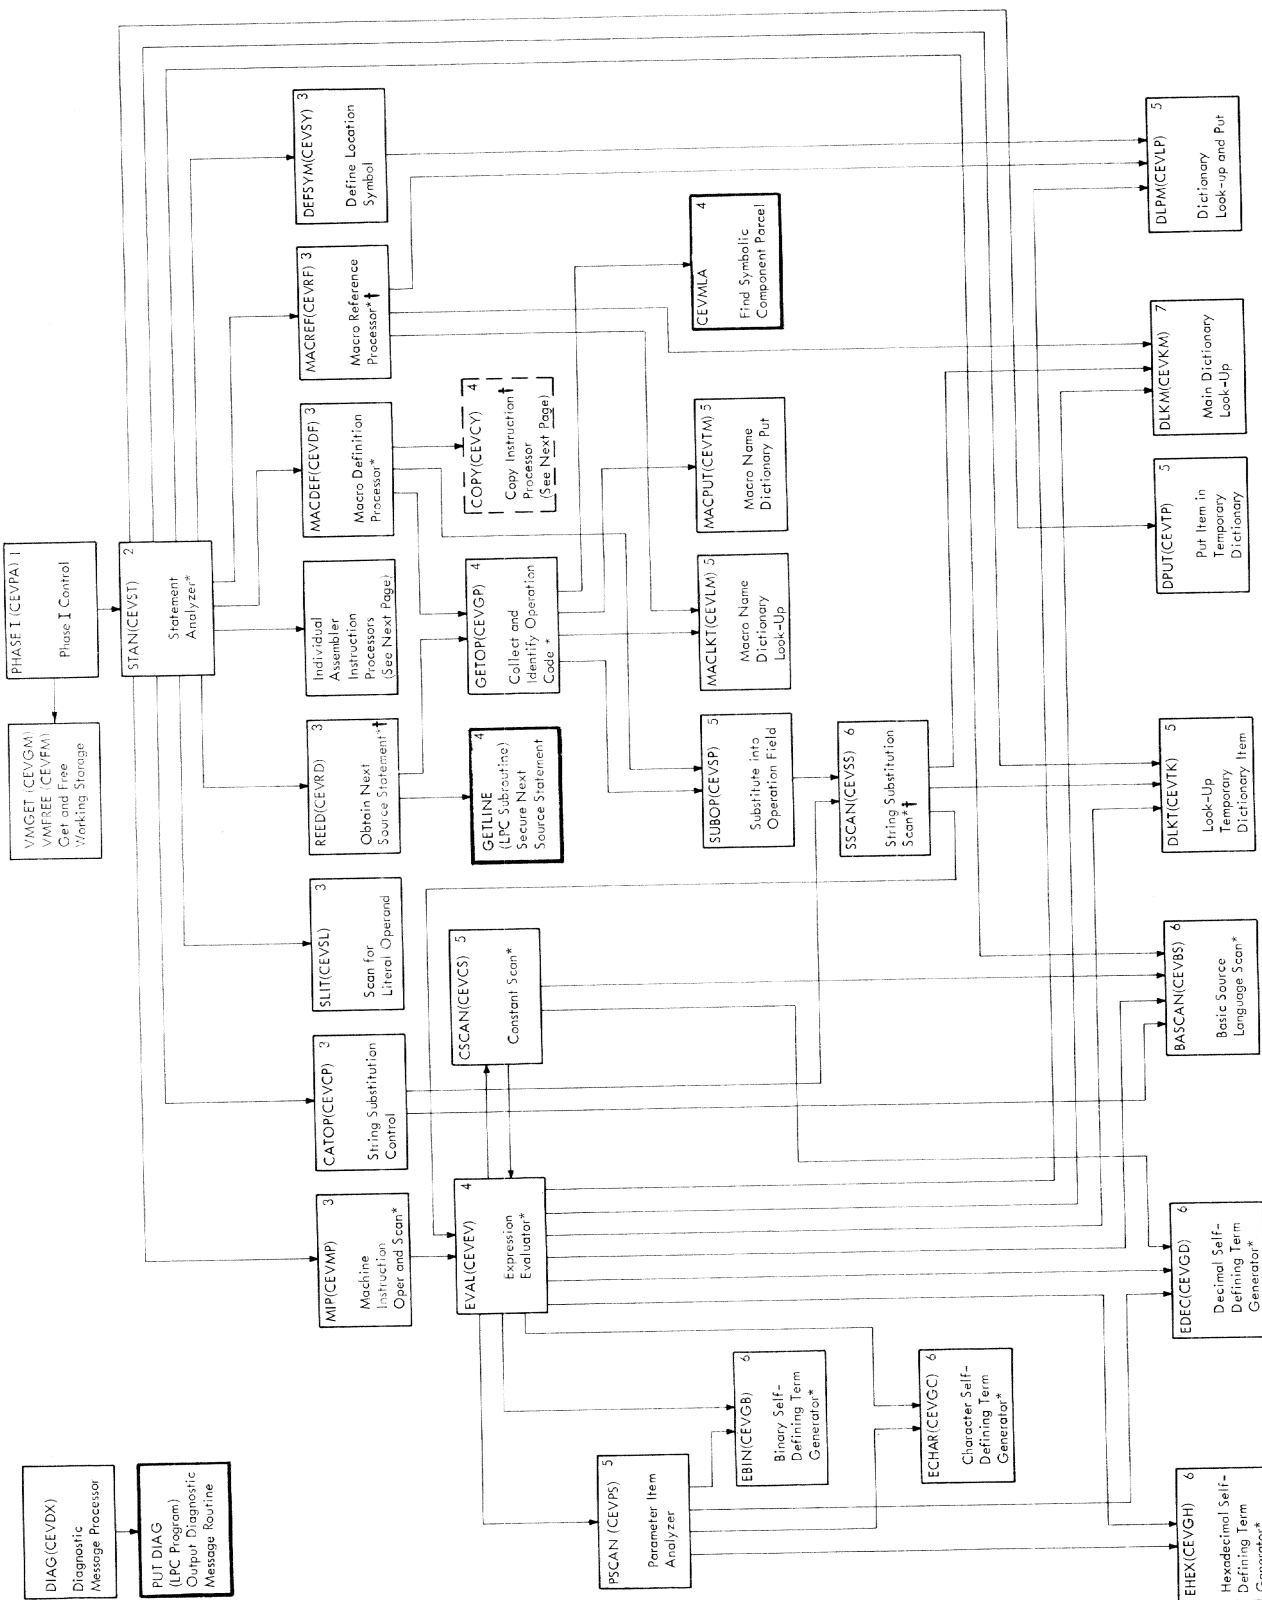 PHASE I (CEVPA) 1
Phase I Control
VMGET (CEVGM)
VMFREE (CEVFM)
Get and Free
Working Storage
STAN(CEVST) 2
Statement
Analyzer*
DIAG(CEVDX)
Diagnostic
Message Processor
PUT DIAG
(LPC Program)
Output Diagnostic
Message Routine
MIP(CEVMP) 3
Machine
Instruction
Oper and Scan*
CATOP(CEVCP) 3
String Substitution
Control
SLIT(CEVSL) 3
Scan for
Literal Operand
REED(CEVRD) 3
Obtain Next
Source Statement*†
Individual
Assembler
Instruction
Processors
(See Next Page)
MACDEF(CEVDF) 3
Macro Definition
Processor*
MACREF(CEVRF) 3
Macro Reference
Processor*†
DEFSYM(CEVSY) 3
Define Location
Symbol
EVAL(CEVEV) 4
Expression
Evaluator*
CSCAN(CEVCS) 5
Constant Scan*
GETLINE 4
(LPC Subroutine)
Secure Next
Source Statement
GETOP(CEVGP) 4
Collect and
Identify Operation
Code *
COPY(CEVCY) 4
Copy Instruction†
Processor
(See Next Page)
PSCAN (CEVPS) 5
Parameter Item
Analyzer
SUBOP(CEVSP) 5
Substitute into
Operation Field
MACLKT(CEVLM) 5
Macro Name
Dictionary
Look-Up
MACPUT(CEVTM) 5
Macro Name
Dictionary Put
CEVMLA 4
Find Symbolic
Component Parcel
EBIN(CEVGB) 6
Binary Self-
Defining Term
Generator*
SSCAN(CEVSS) 6
String Substitution
Scan*†
ECHAR(CEVGC) 6
Character Self-
Defining Term
Generator*
EHEX(CEVGH) 6
Hexadecimal Self-
Defining Term
Generator*
EDEC(CEVGD) 6
Decimal Self-
Defining Term
Generator*
BASCAN(CEVBS) 6
Basic Source
Language Scan*
DLKT(CEVTK) 5
Look-Up
Temporary
Dictionary Item
DPUT(CEVTP) 5
Put Item in
Temporary
Dictionary
DLKM(CEVKM) 7
Main Dictionary
Look-Up
DLPM(CEVLP) 5
Dictionary
Look-up and Put